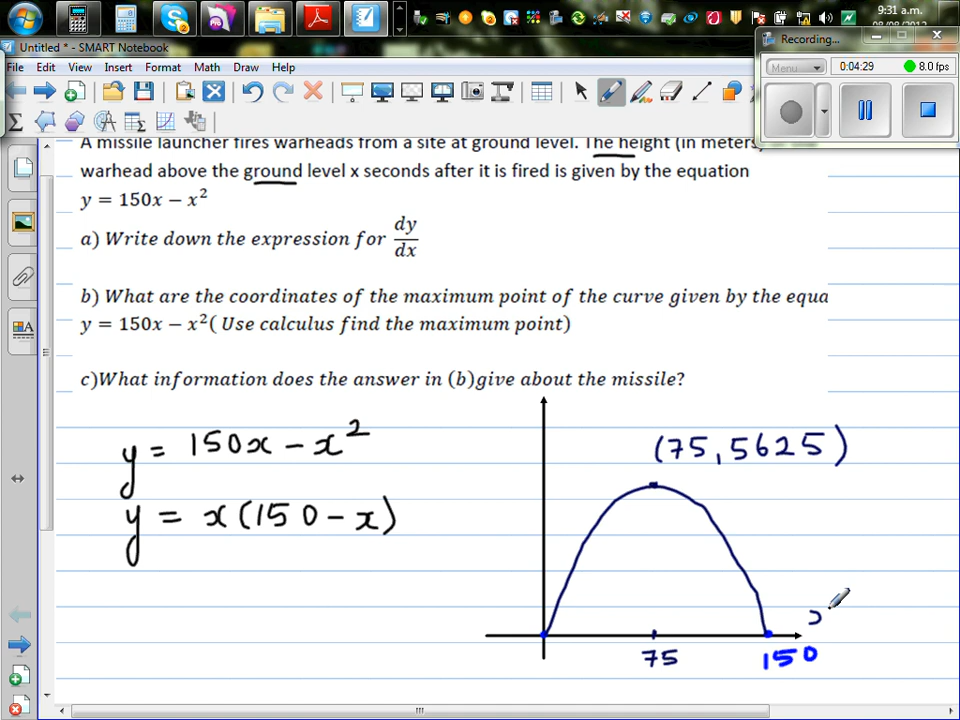 9:31 a.m.
08/08/2012
Untitled * - SMART Notebook
Recording...
File Edit View Insert Format Math Draw Help
Menu
0:04:29
8.0 fps
A missile launcher fires warheads from a site at ground level. The height (in meters)
warhead above the ground level x seconds after it is fired is given by the equation
y = 150x − x²
a) Write down the expression for dy/dx
b) What are the coordinates of the maximum point of the curve given by the equa
y = 150x − x²( Use calculus find the maximum point)
c)What information does the answer in (b)give about the missile?
y = 150x − x²
(75, 5625)
y = x(150 − x)
75
150